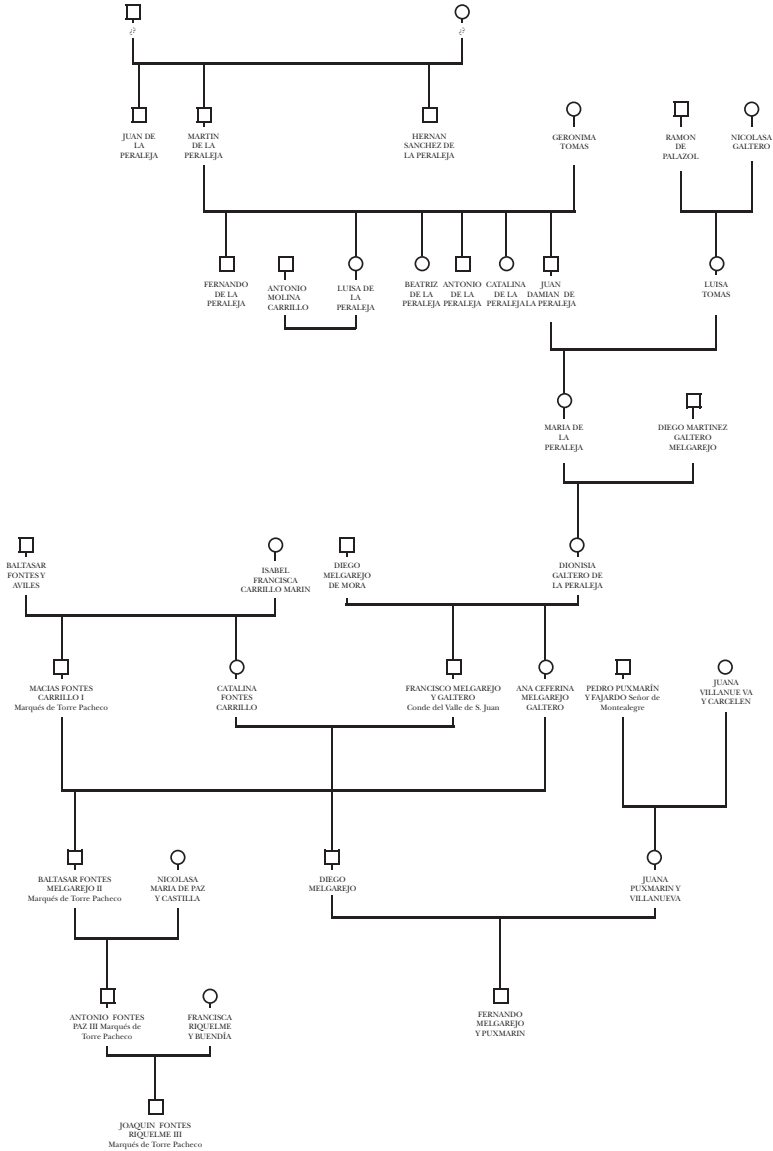 ¿?
¿?
JUAN DE
LA
PERALEJA
MARTIN
DE LA
PERALEJA
HERNAN
SANCHEZ DE
LA PERALEJA
GERONIMA
TOMAS
RAMON
DE
PALAZOL
NICOLASA
GALTERO
FERNANDO
DE LA
PERALEJA
ANTONIO
MOLINA
CARRILLO
LUISA DE
LA
PERALEJA
BEATRIZ
DE LA
PERALEJA
ANTONIO
DE LA
PERALEJA
CATALINA
DE LA
PERALEJA
JUAN
DAMIAN DE
LA PERALEJA
LUISA
TOMAS
MARIA DE
LA
PERALEJA
DIEGO MARTINEZ
GALTERO
MELGAREJO
BALTASAR
FONTES Y
AVILES
ISABEL
FRANCISCA
CARRILLO MARIN
DIEGO
MELGAREJO
DE MORA
DIONISIA
GALTERO DE
LA PERALEJA
MACIAS FONTES
CARRILLO I
Marqués de Torre Pacheco
CATALINA
FONTES
CARRILLO
FRANCISCO MELGAREJO
Y GALTERO
Conde del Valle de S. Juan
ANA CEFERINA
MELGAREJO
GALTERO
PEDRO PUXMARÍN
Y FAJARDO Señor de
Montealegre
JUANA
VILLANUE VA
Y CARCELEN
BALTASAR FONTES
MELGAREJO II
Marqués de Torre Pacheco
NICOLASA
MARIA DE PAZ
Y CASTILLA
DIEGO
MELGAREJO
JUANA
PUXMARIN Y
VILLANUEVA
ANTONIO FONTES
PAZ III Marqués de
Torre Pacheco
FRANCISCA
RIQUELME
Y BUENDÍA
FERNANDO
MELGAREJO
Y PUXMARIN
JOAQUIN FONTES
RIQUELME III
Marqués de Torre Pacheco